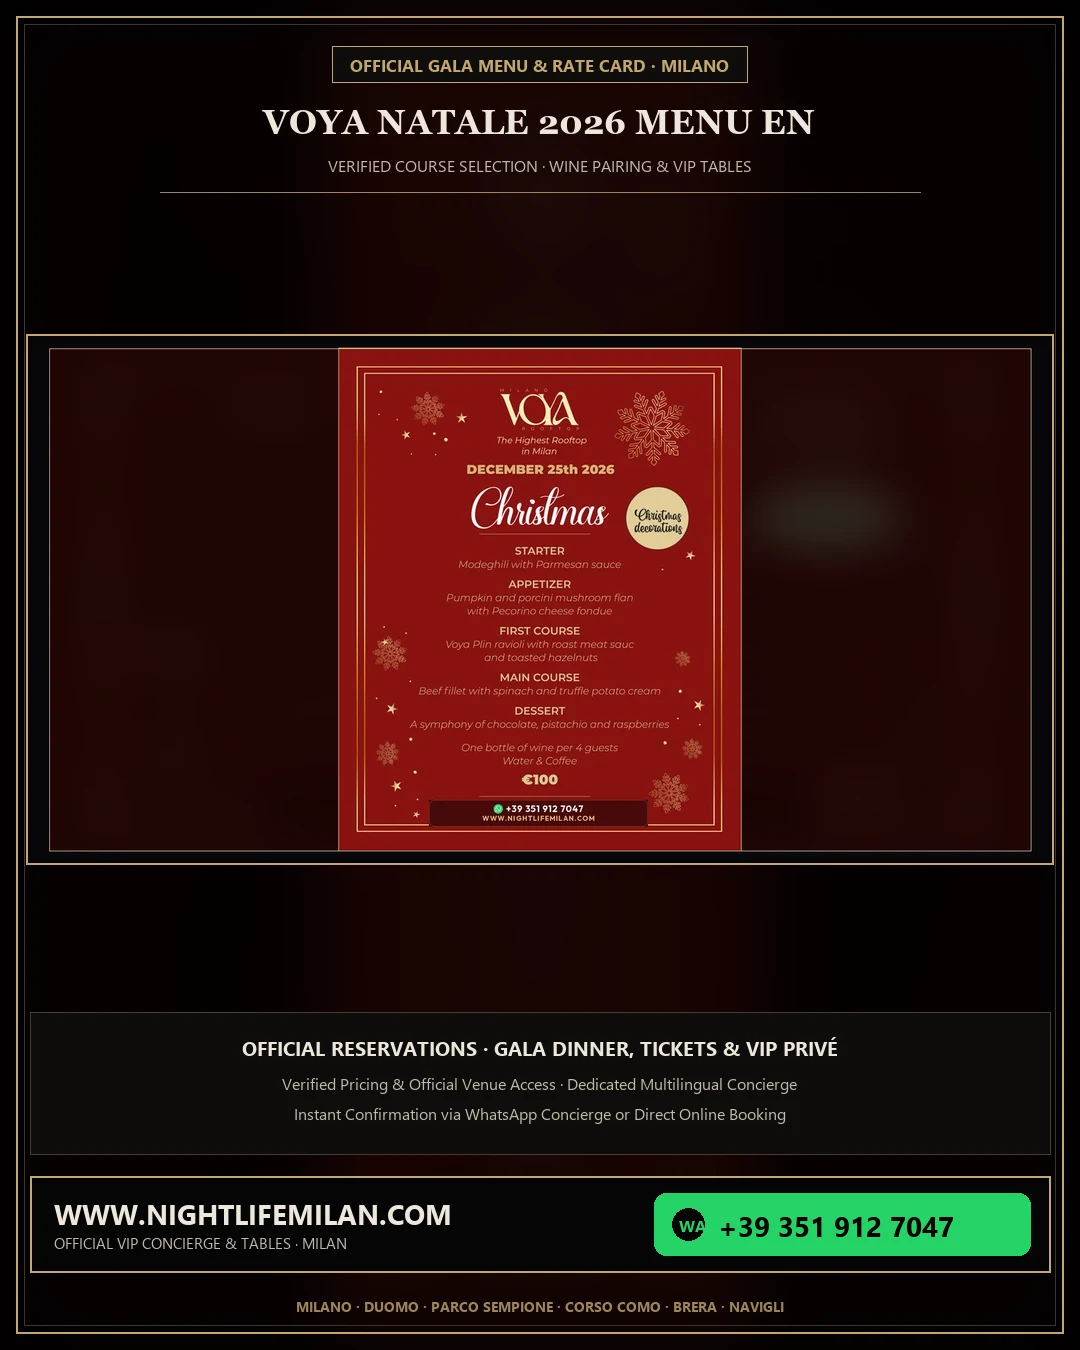 OFFICIAL GALA MENU & RATE CARD · MILANO
VOYA NATALE 2026 MENU EN
VERIFIED COURSE SELECTION · WINE PAIRING & VIP TABLES
MILANO
VOYA
ROOFTOP
The Highest Rooftop
in Milan
DECEMBER 25th 2026
Christmas
Christmas
decorations
STARTER
Modeghili with Parmesan sauce
APPETIZER
Pumpkin and porcini mushroom flan
with Pecorino cheese fondue
FIRST COURSE
Voya Plin ravioli with roast meat sauc
and toasted hazelnuts
MAIN COURSE
Beef fillet with spinach and truffle potato cream
DESSERT
A symphony of chocolate, pistachio and raspberries
One bottle of wine per 4 guests
Water & Coffee
€100
+39 351 912 7047
WWW.NIGHTLIFEMILAN.COM
OFFICIAL RESERVATIONS · GALA DINNER, TICKETS & VIP PRIVÉ
Verified Pricing & Official Venue Access · Dedicated Multilingual Concierge
Instant Confirmation via WhatsApp Concierge or Direct Online Booking
WWW.NIGHTLIFEMILAN.COM
OFFICIAL VIP CONCIERGE & TABLES · MILAN
WA +39 351 912 7047
MILANO · DUOMO · PARCO SEMPIONE · CORSO COMO · BRERA · NAVIGLI